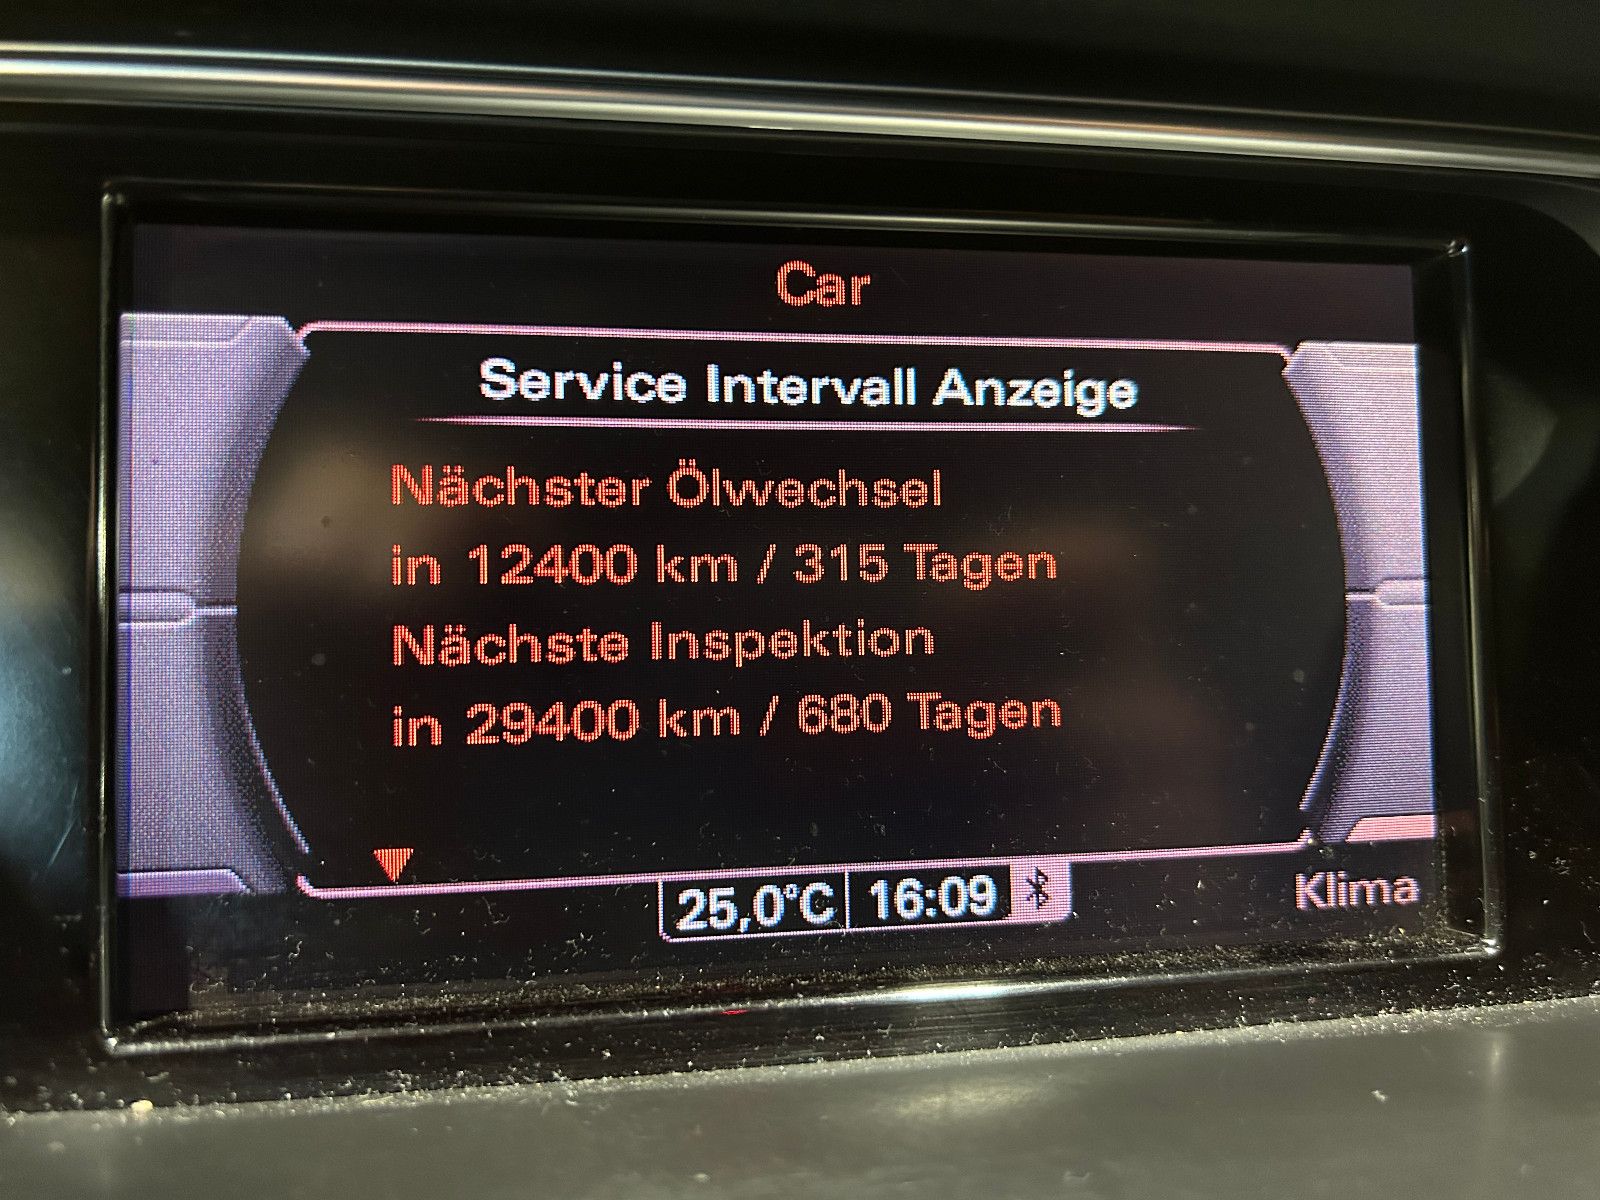 Car
Service Intervall Anzeige
Nächster Ölwechsel
in 12400 km / 315 Tagen
Nächste Inspektion
in 29400 km / 680 Tagen
25,0°C 16:09
Klima